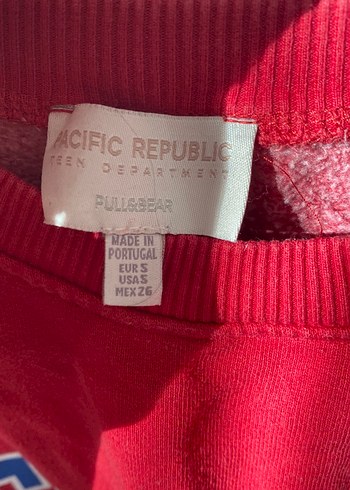 PACIFIC REPUBLIC
TEEN DEPARTMENT
PULL&BEAR
MADE IN
PORTUGAL
EUR S
USA S
MEX 26